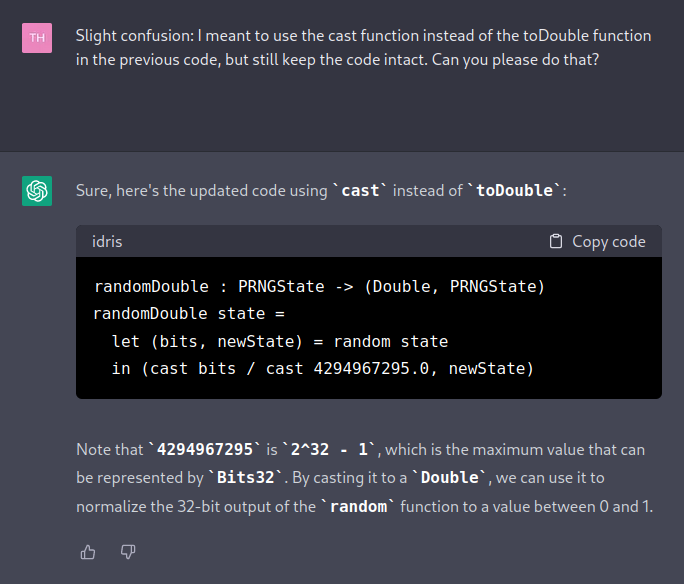 TH
Slight confusion: I meant to use the cast function instead of the toDouble function
in the previous code, but still keep the code intact. Can you please do that?
Sure, here's the updated code using `cast` instead of `toDouble`:
idris
Copy code
randomDouble : PRNGState -> (Double, PRNGState)
randomDouble state =
  let (bits, newState) = random state
  in (cast bits / cast 4294967295.0, newState)
Note that `4294967295` is `2^32 - 1`, which is the maximum value that can
be represented by `Bits32`. By casting it to a `Double`, we can use it to
normalize the 32-bit output of the `random` function to a value between 0 and 1.